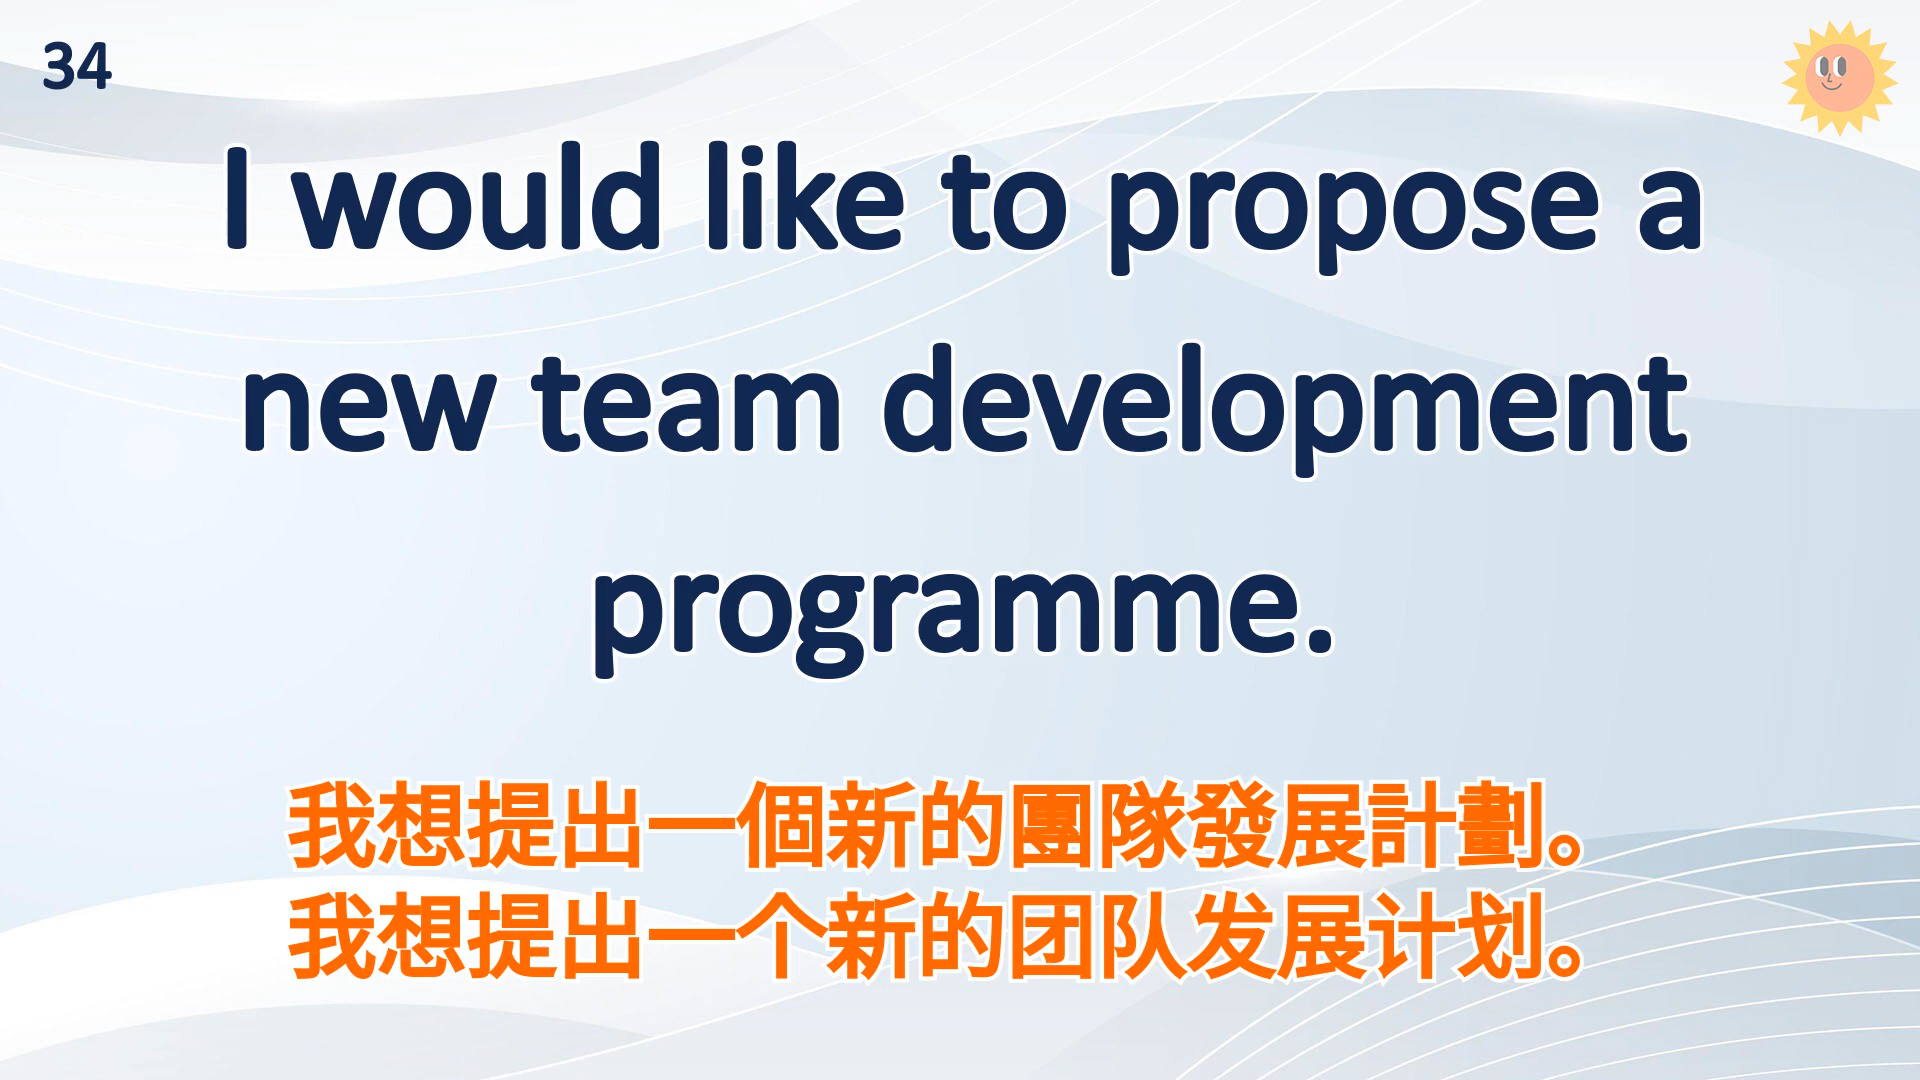 34
I would like to propose a
new team development
programme.
我想提出一個新的團隊發展計劃。
我想提出一个新的团队发展计划。